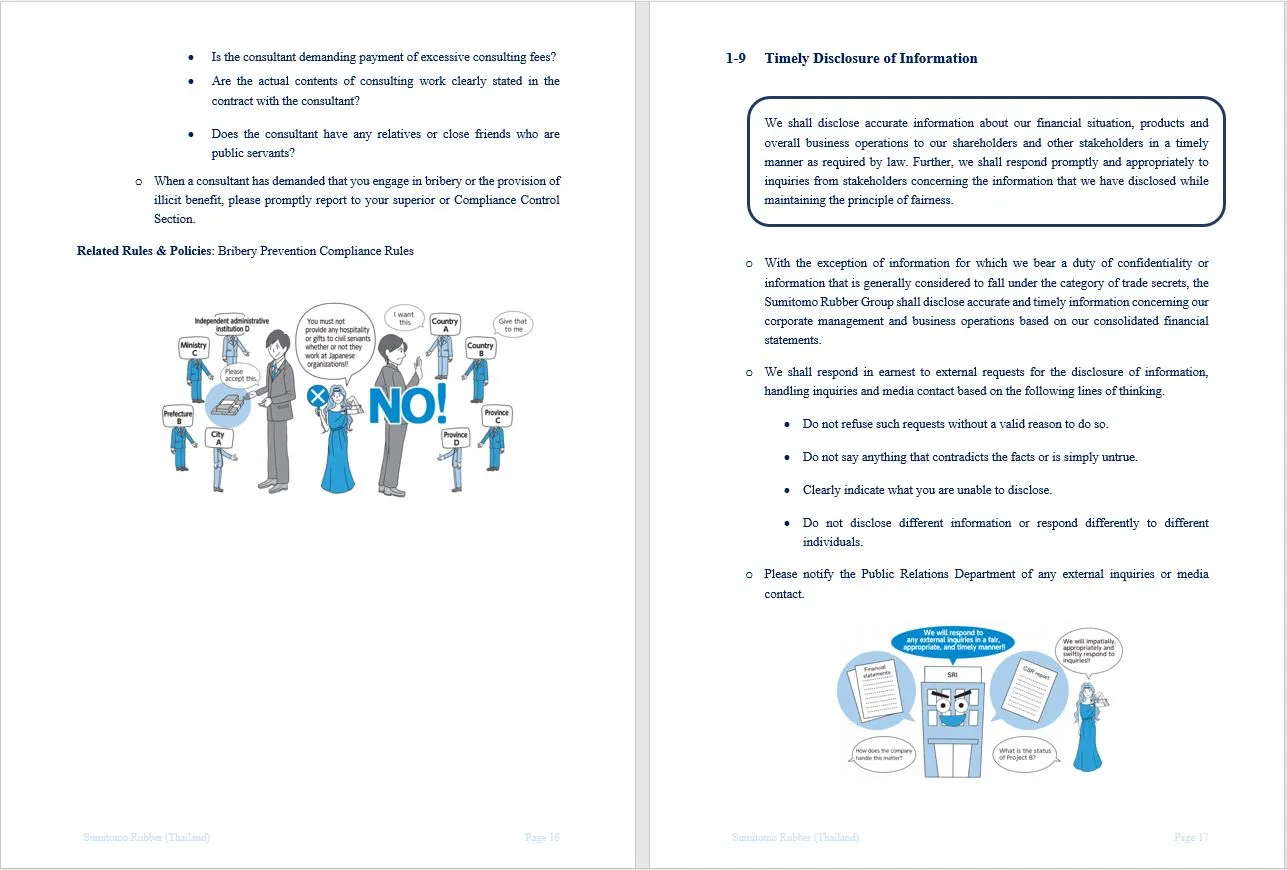 • Is the consultant demanding payment of excessive consulting fees?
• Are the actual contents of consulting work clearly stated in the
contract with the consultant?
• Does the consultant have any relatives or close friends who are
public servants?
o When a consultant has demanded that you engage in bribery or the provision of
illicit benefit, please promptly report to your superior or Compliance Control
Section.
Related Rules & Policies: Bribery Prevention Compliance Rules
Independent administrative
institution D
Ministry
C
Please
accept this.
Prefecture
B
City
A
You must not
provide any hospitality
or gifts to civil servants
whether or not they
work at Japanese
organizations!!
NO!
I want
this
Country
A
Give that
to me
Country
B
Province
C
Province
D
Sumitomo Rubber (Thailand)
Page 16
1-9 Timely Disclosure of Information
We shall disclose accurate information about our financial situation, products and
overall business operations to our shareholders and other stakeholders in a timely
manner as required by law. Further, we shall respond promptly and appropriately to
inquiries from stakeholders concerning the information that we have disclosed while
maintaining the principle of fairness.
o With the exception of information for which we bear a duty of confidentiality or
information that is generally considered to fall under the category of trade secrets, the
Sumitomo Rubber Group shall disclose accurate and timely information concerning our
corporate management and business operations based on our consolidated financial
statements.
o We shall respond in earnest to external requests for the disclosure of information,
handling inquiries and media contact based on the following lines of thinking.
• Do not refuse such requests without a valid reason to do so.
• Do not say anything that contradicts the facts or is simply untrue.
• Clearly indicate what you are unable to disclose.
• Do not disclose different information or respond differently to different
individuals.
o Please notify the Public Relations Department of any external inquiries or media
contact.
We will respond to
any external inquiries in a fair,
appropriate, and timely manner!!
We will impatially,
appropriately and
swiftly respond to
inquiries!!
Financial
statements
SRI
CSR report
How does the company
handle this matter?
What is the status
of Project B?
Sumitomo Rubber (Thailand)
Page 17